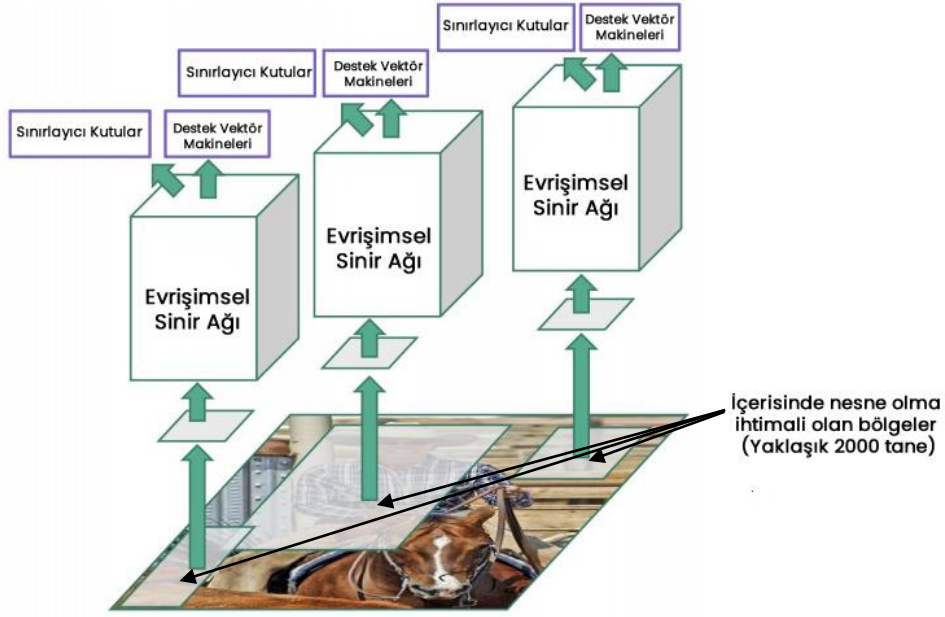 Sınırlayıcı Kutular
Destek Vektör
Makineleri
Sınırlayıcı Kutular
Destek Vektör
Makineleri
Sınırlayıcı Kutular
Destek Vektör
Makineleri
Evrişimsel
Sinir Ağı
Evrişimsel
Sinir Ağı
Evrişimsel
Sinir Ağı
İçerisinde nesne olma
ihtimali olan bölgeler
(Yaklaşık 2000 tane)